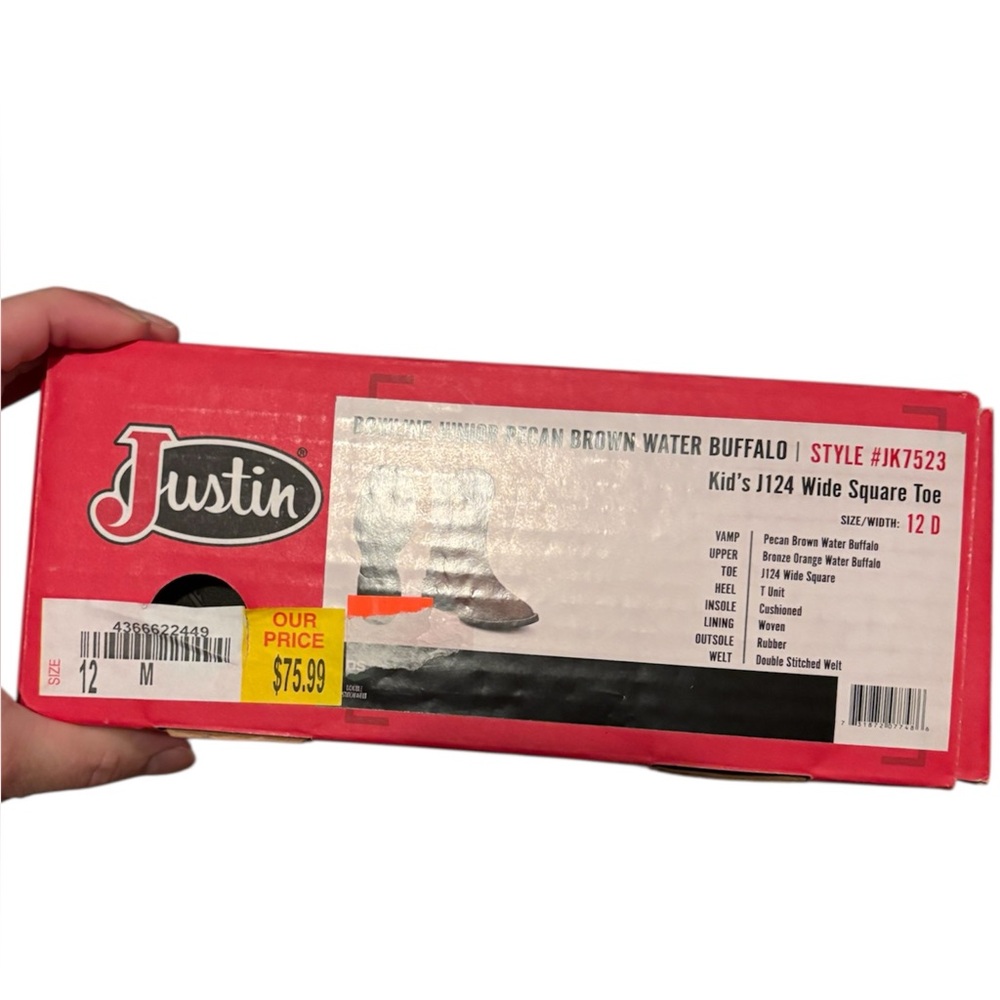 Justin®
BOWLINE JUNIOR PECAN BROWN WATER BUFFALO | STYLE #JK7523
Kid's J124 Wide Square Toe
SIZE/WIDTH: 12 D
VAMP Pecan Brown Water Buffalo
UPPER Bronze Orange Water Buffalo
TOE J124 Wide Square
HEEL T Unit
INSOLE Cushioned
LINING Woven
OUTSOLE Rubber
WELT Double Stitched Welt
4366622449
SIZE 12 M
OUR
PRICE
$75.99